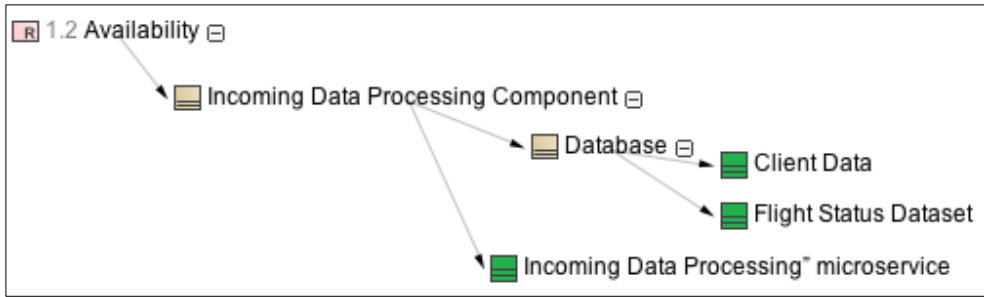 R 1.2 Availability
Incoming Data Processing Component
Database
Client Data
Flight Status Dataset
Incoming Data Processing" microservice